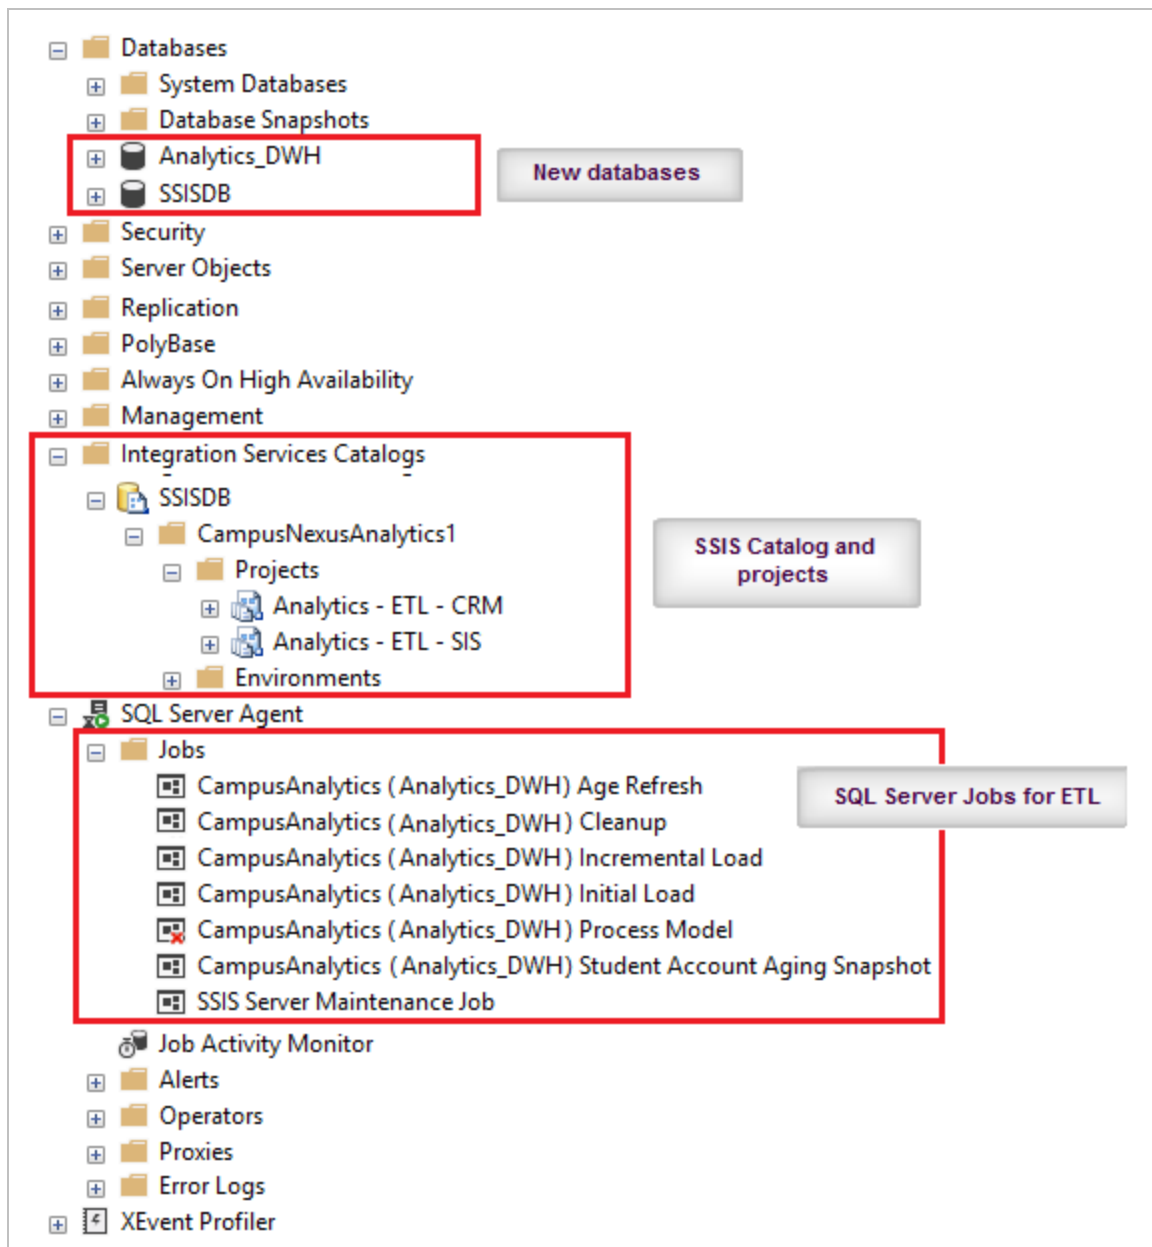 Databases
System Databases
Database Snapshots
Analytics_DWH
New databases
SSISDB
Security
Server Objects
Replication
PolyBase
Always On High Availability
Management
Integration Services Catalogs
SSISDB
CampusNexusAnalytics1
SSIS Catalog and
projects
Projects
Analytics - ETL - CRM
Analytics - ETL - SIS
Environments
SQL Server Agent
Jobs
CampusAnalytics (Analytics_DWH) Age Refresh
SQL Server Jobs for ETL
CampusAnalytics (Analytics_DWH) Cleanup
CampusAnalytics (Analytics_DWH) Incremental Load
CampusAnalytics (Analytics_DWH) Initial Load
CampusAnalytics (Analytics_DWH) Process Model
CampusAnalytics (Analytics_DWH) Student Account Aging Snapshot
SSIS Server Maintenance Job
Job Activity Monitor
Alerts
Operators
Proxies
Error Logs
XEvent Profiler